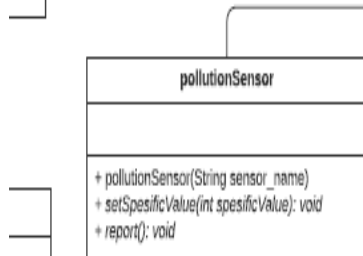 pollutionSensor
+ pollutionSensor(String sensor_name)
+ setSpesificValue(int spesificValue): void
+ report(): void